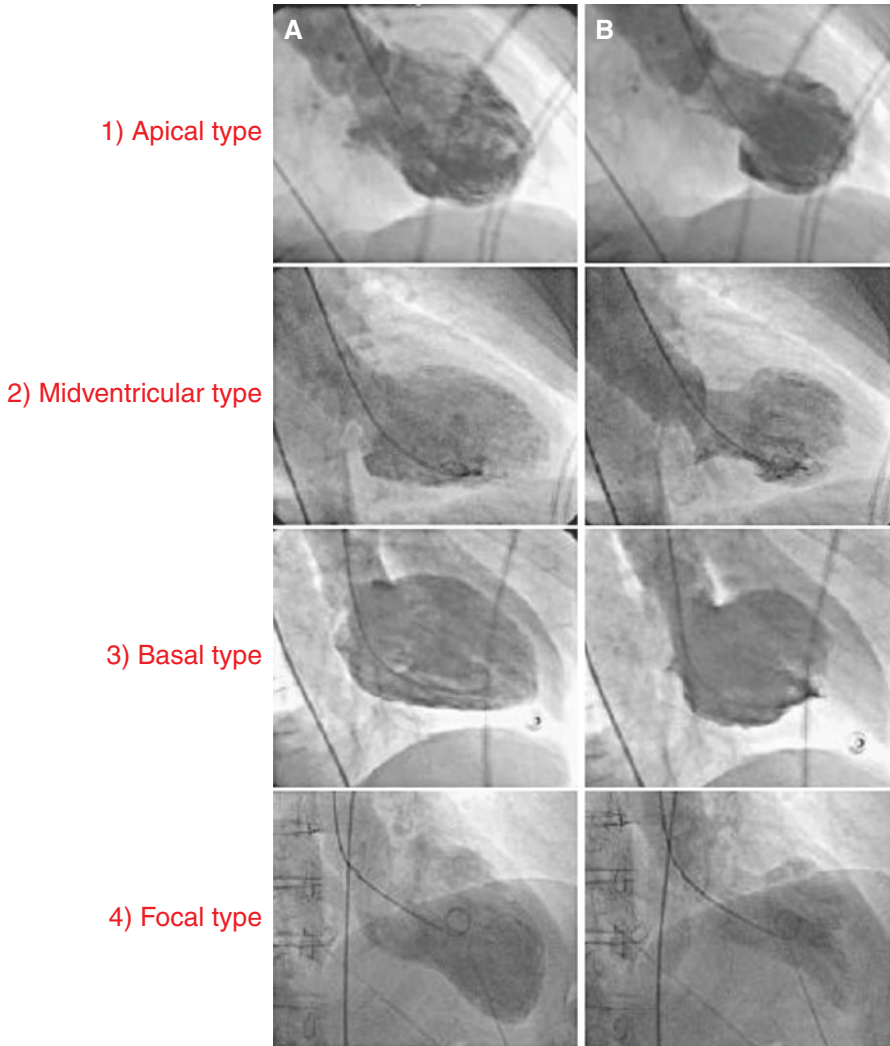 A
B
1) Apical type
2) Midventricular type
3) Basal type
4) Focal type